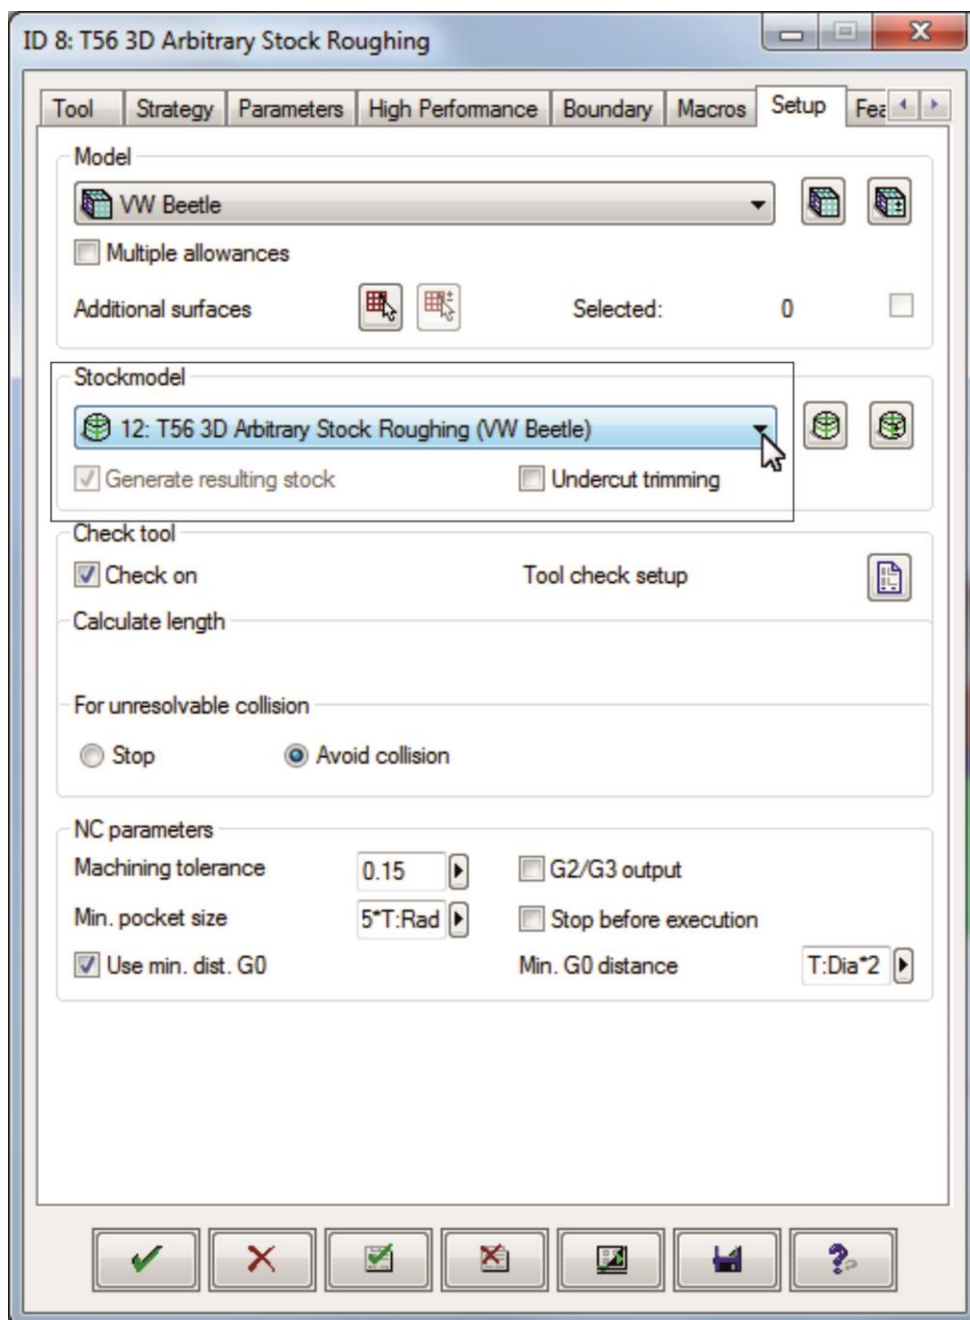 ID 8: T56 3D Arbitrary Stock Roughing
Tool Strategy Parameters High Performance Boundary Macros Setup Fea
Model
VW Beetle
Multiple allowances
Additional surfaces Selected: 0
Stockmodel
12: T56 3D Arbitrary Stock Roughing (VW Beetle)
Generate resulting stock Undercut trimming
Check tool
Check on Tool check setup
Calculate length
For unresolvable collision
Stop Avoid collision
NC parameters
Machining tolerance 0.15 G2/G3 output
Min. pocket size 5*T:Rad Stop before execution
Use min. dist. G0 Min. G0 distance T:Dia*2